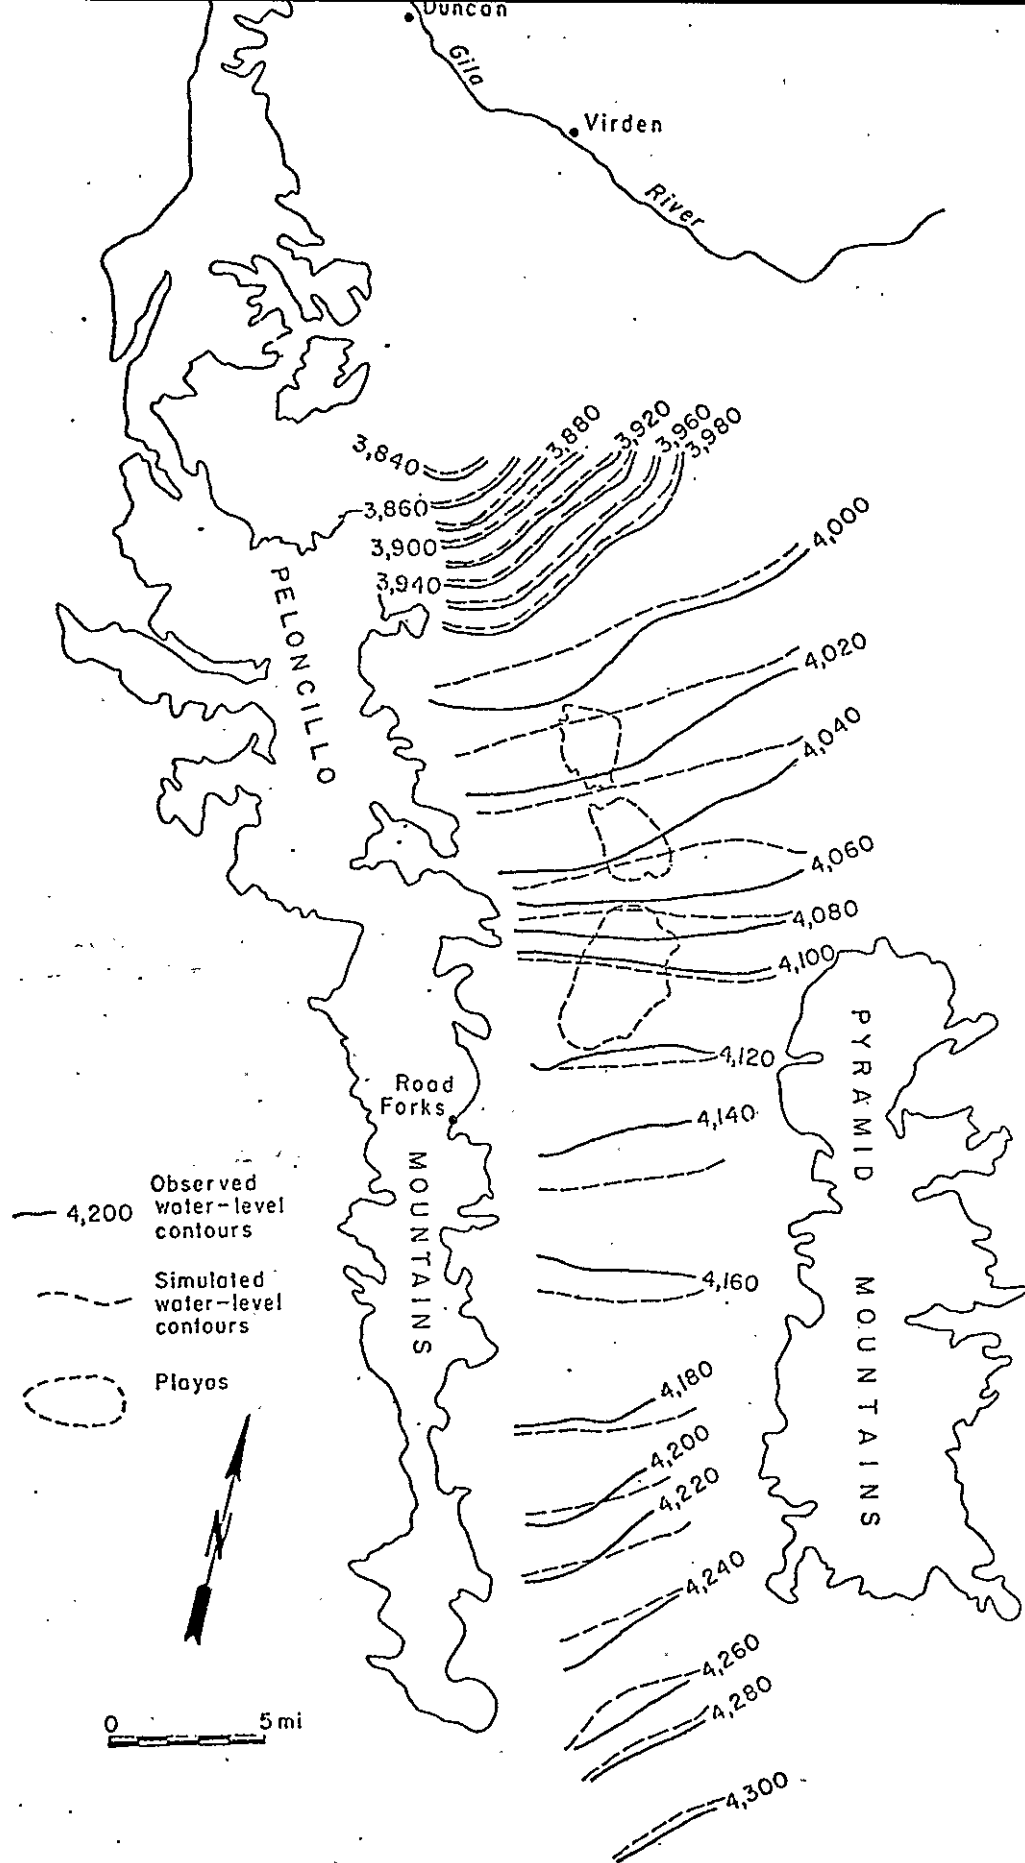 Duncan
Gila
Virden
River
3,880
3,920
3,960
3,980
3,840
3,860
3,900
3,940
4,000
PELONCILLO
4,020
4,040
4,060
4,080
4,100
PYRAMID
4,120
Road
Forks
4,140
MOUNTAINS
Observed
4,200 water-level
contours
4,160
Simulated
water-level
contours
MOUNTAINS
Playas
4,180
4,200
4,220
N
4,240
4,260
4,280
0 5 mi
4,300